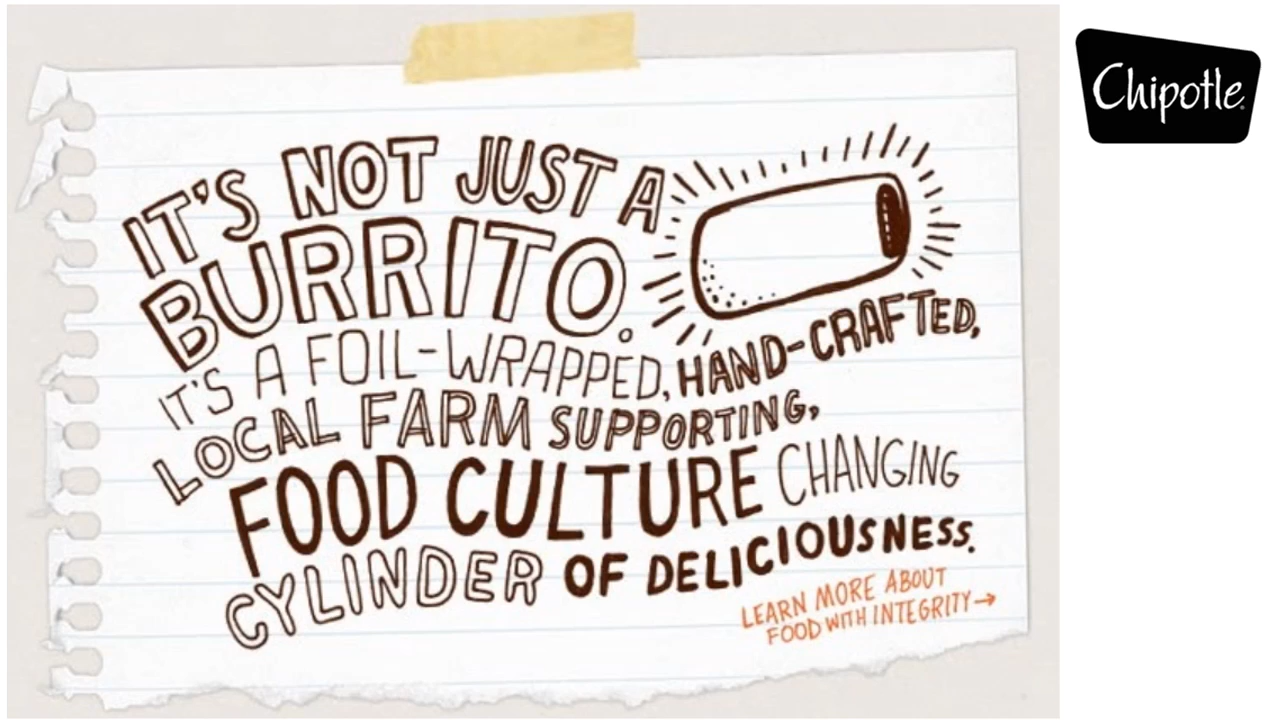 IT'S NOT JUST A
BURRITO.
IT'S A FOIL-WRAPPED, HAND-CRAFTED,
LOCAL FARM SUPPORTING,
FOOD CULTURE CHANGING
CYLINDER OF DELICIOUSNESS.
LEARN MORE ABOUT
FOOD WITH INTEGRITY→
Chipotle